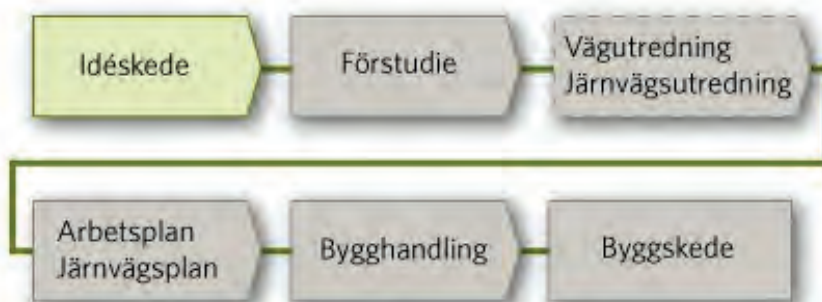 Idéskede
Förstudie
Vägutredning
Järnvägsutredning
Arbetsplan
Järnvägsplan
Bygghandling
Byggskede